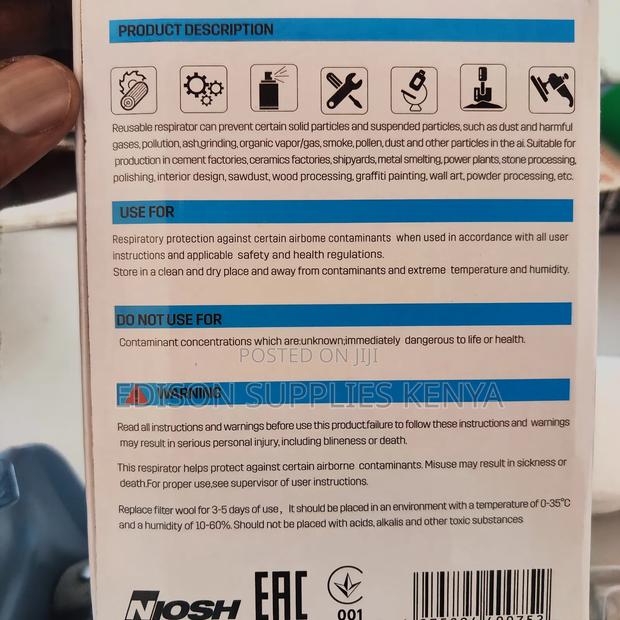 PRODUCT DESCRIPTION
Reusable respirator can prevent certain solid particles and suspended particles, such as dust and harmful
gases, pollution, ash,grinding, organic vapor/gas, smoke, pollen, dust and other particles in the ai. Suitable for
production in cement factories, ceramics factories, shipyards, metal smelting, power plants, stone processing,
polishing, interior design, sawdust, wood processing, graffiti painting, wall art, powder processing, etc.
USE FOR
Respiratory protection against certain airbome contaminants when used in accordance with all user
instructions and applicable safety and health regulations.
Store in a clean and dry place and away from contaminants and extreme temperature and humidity.
DO NOT USE FOR
Contaminant concentrations which are:unknown;immediately dangerous to life or health.
POSTED ON JIJI
WARNING
EDISON SUPPLIES KENYA
Read all instructions and warnings before use this product.failure to follow these instructions and warnings
may result in serious personal injury, including blineness or death.
This respirator helps protect against certain airborne contaminants. Misuse may result in sickness or
death.For proper use,see supervisor of user instructions.
Replace filter wool for 3-5 days of use, It should be placed in an environment with a temperature of 0-35°C
and a humidity of 10-60%. Should not be placed with acids, alkalis and other toxic substances
NIOSH
EAC
001